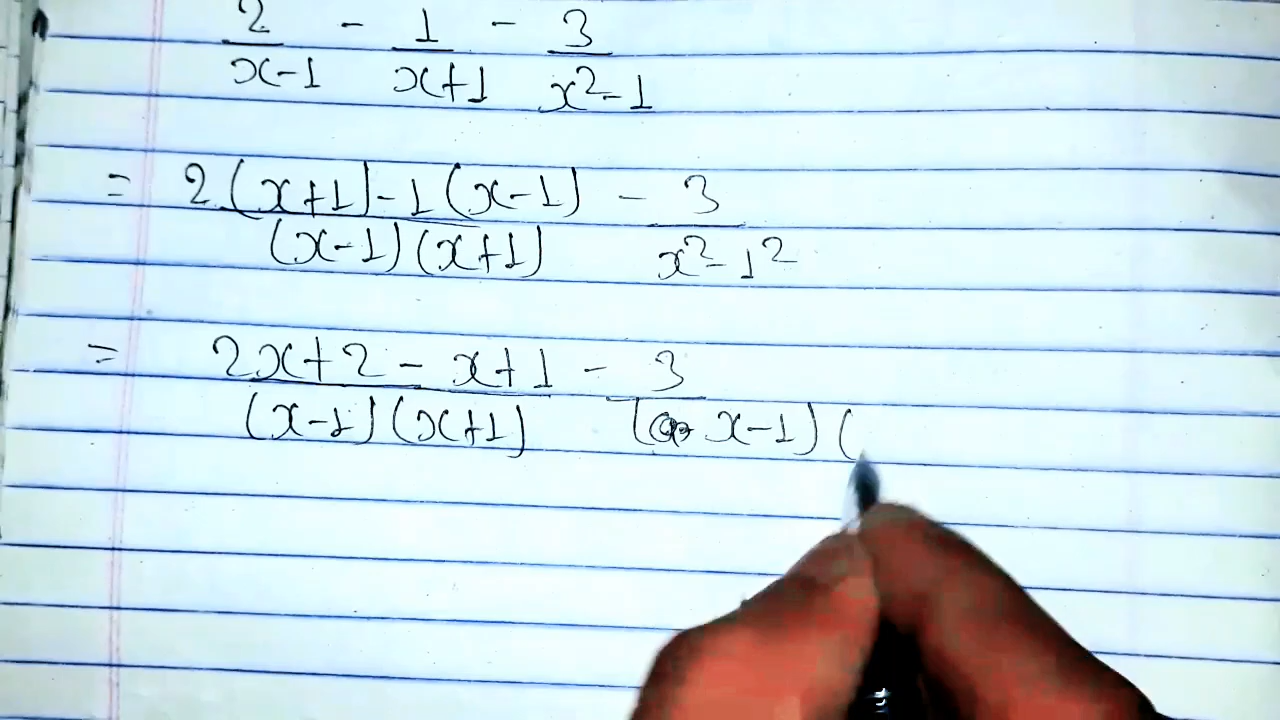 2 - 1 - 3
x-1 x+1 x²-1
= 2(x+1)-1(x-1) - 3
(x-1)(x+1) x²-1²
= 2x+2-x+1 - 3
(x-1)(x+1) (x-1)(